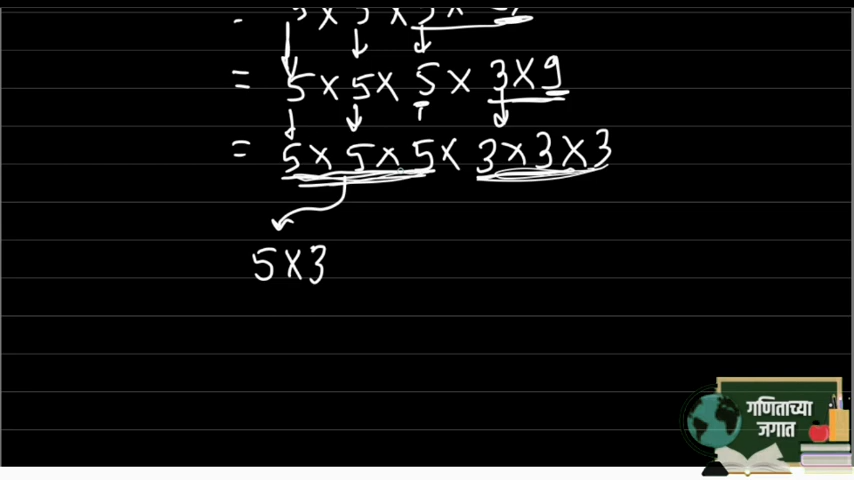 = 5 × 5 × 5 × 3 × 9
= 5 × 5 × 5 × 3 × 3 × 3
5 × 3
गणिताच्या
जगात